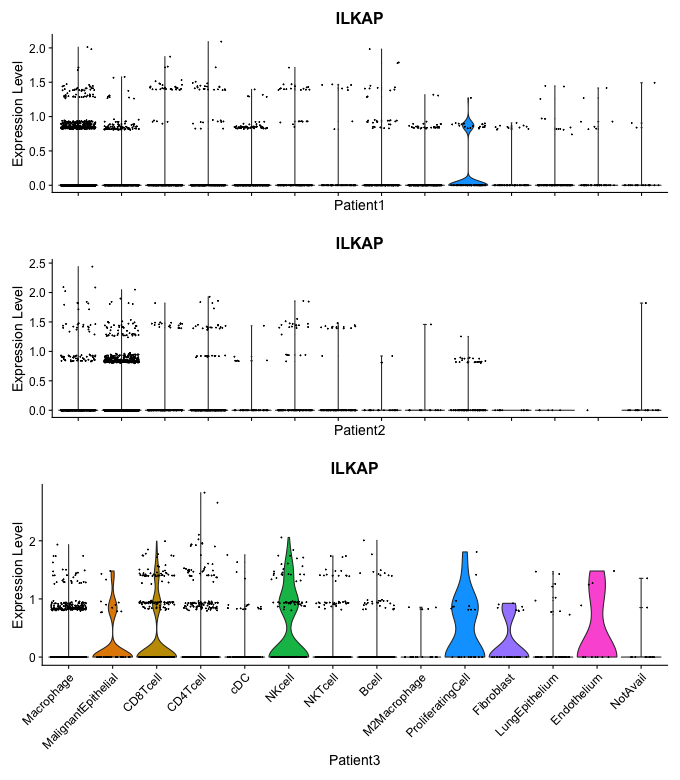 ILKAP
Expression Level
2.0
1.5
1.0
0.5
0.0
Patient1
ILKAP
Expression Level
2.5
2.0
1.5
1.0
0.5
0.0
Patient2
ILKAP
Expression Level
2
1
0
Macrophage
MalignantEpithelial
CD8Tcell
CD4Tcell
cDC
NKcell
NKTcell
Bcell
M2Macrophage
ProliferatingCell
Fibroblast
LungEpithelium
Endothelium
NotAvail
Patient3